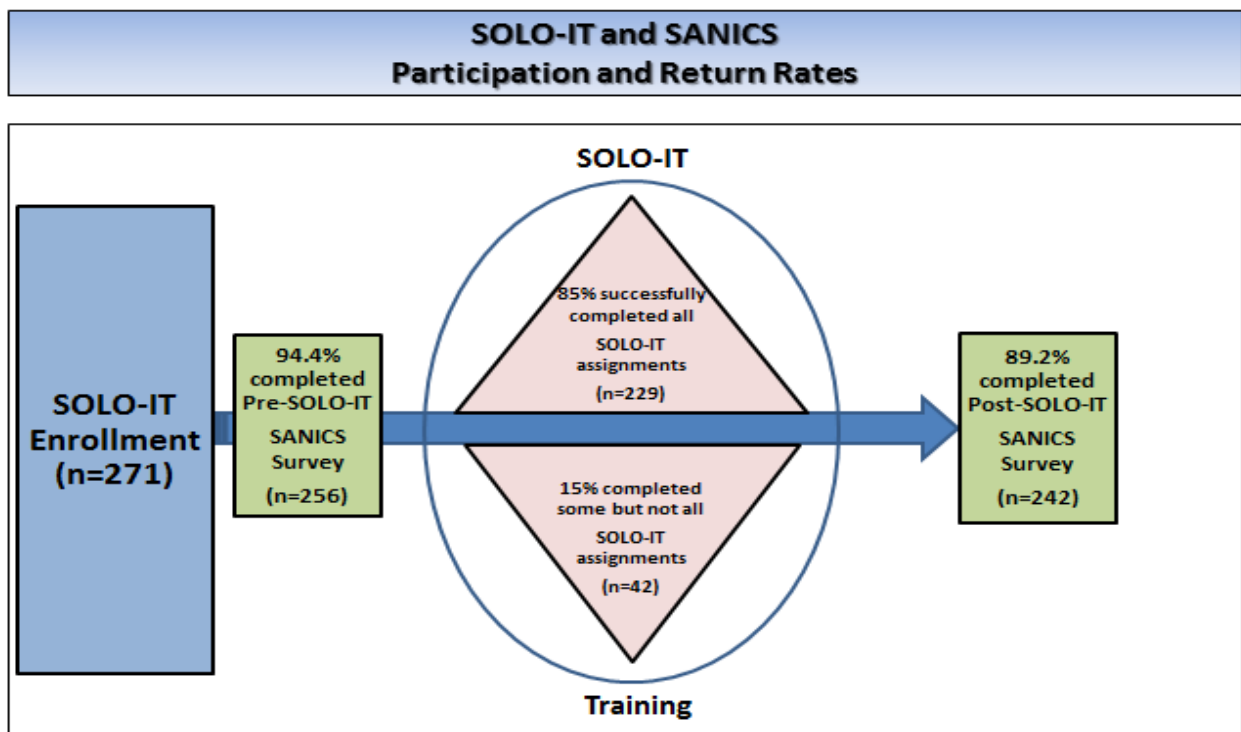 SOLO-IT and SANICS
Participation and Return Rates
SOLO-IT
SOLO-IT
Enrollment
(n=271)
94.4%
completed
Pre-SOLO-IT
SANICS
Survey
(n=256)
85% successfully
completed all
SOLO-IT
assignments
(n=229)
15% completed
some but not all
SOLO-IT
assignments
(n=42)
89.2%
completed
Post-SOLO-IT
SANICS
Survey
(n=242)
Training